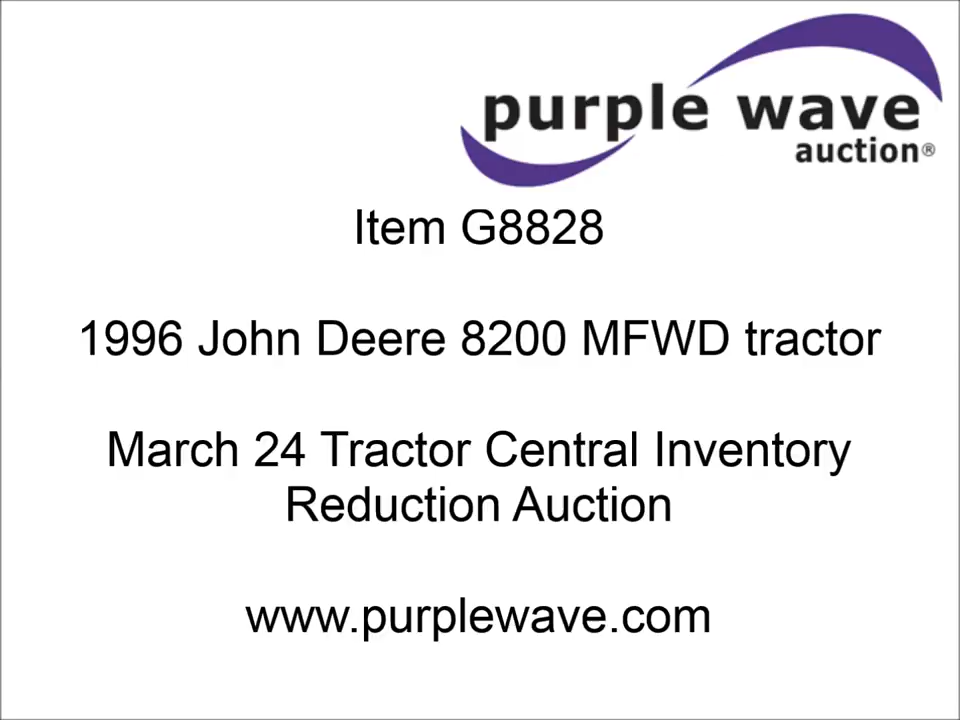 purple wave
auction®
Item G8828
1996 John Deere 8200 MFWD tractor
March 24 Tractor Central Inventory
Reduction Auction
www.purplewave.com